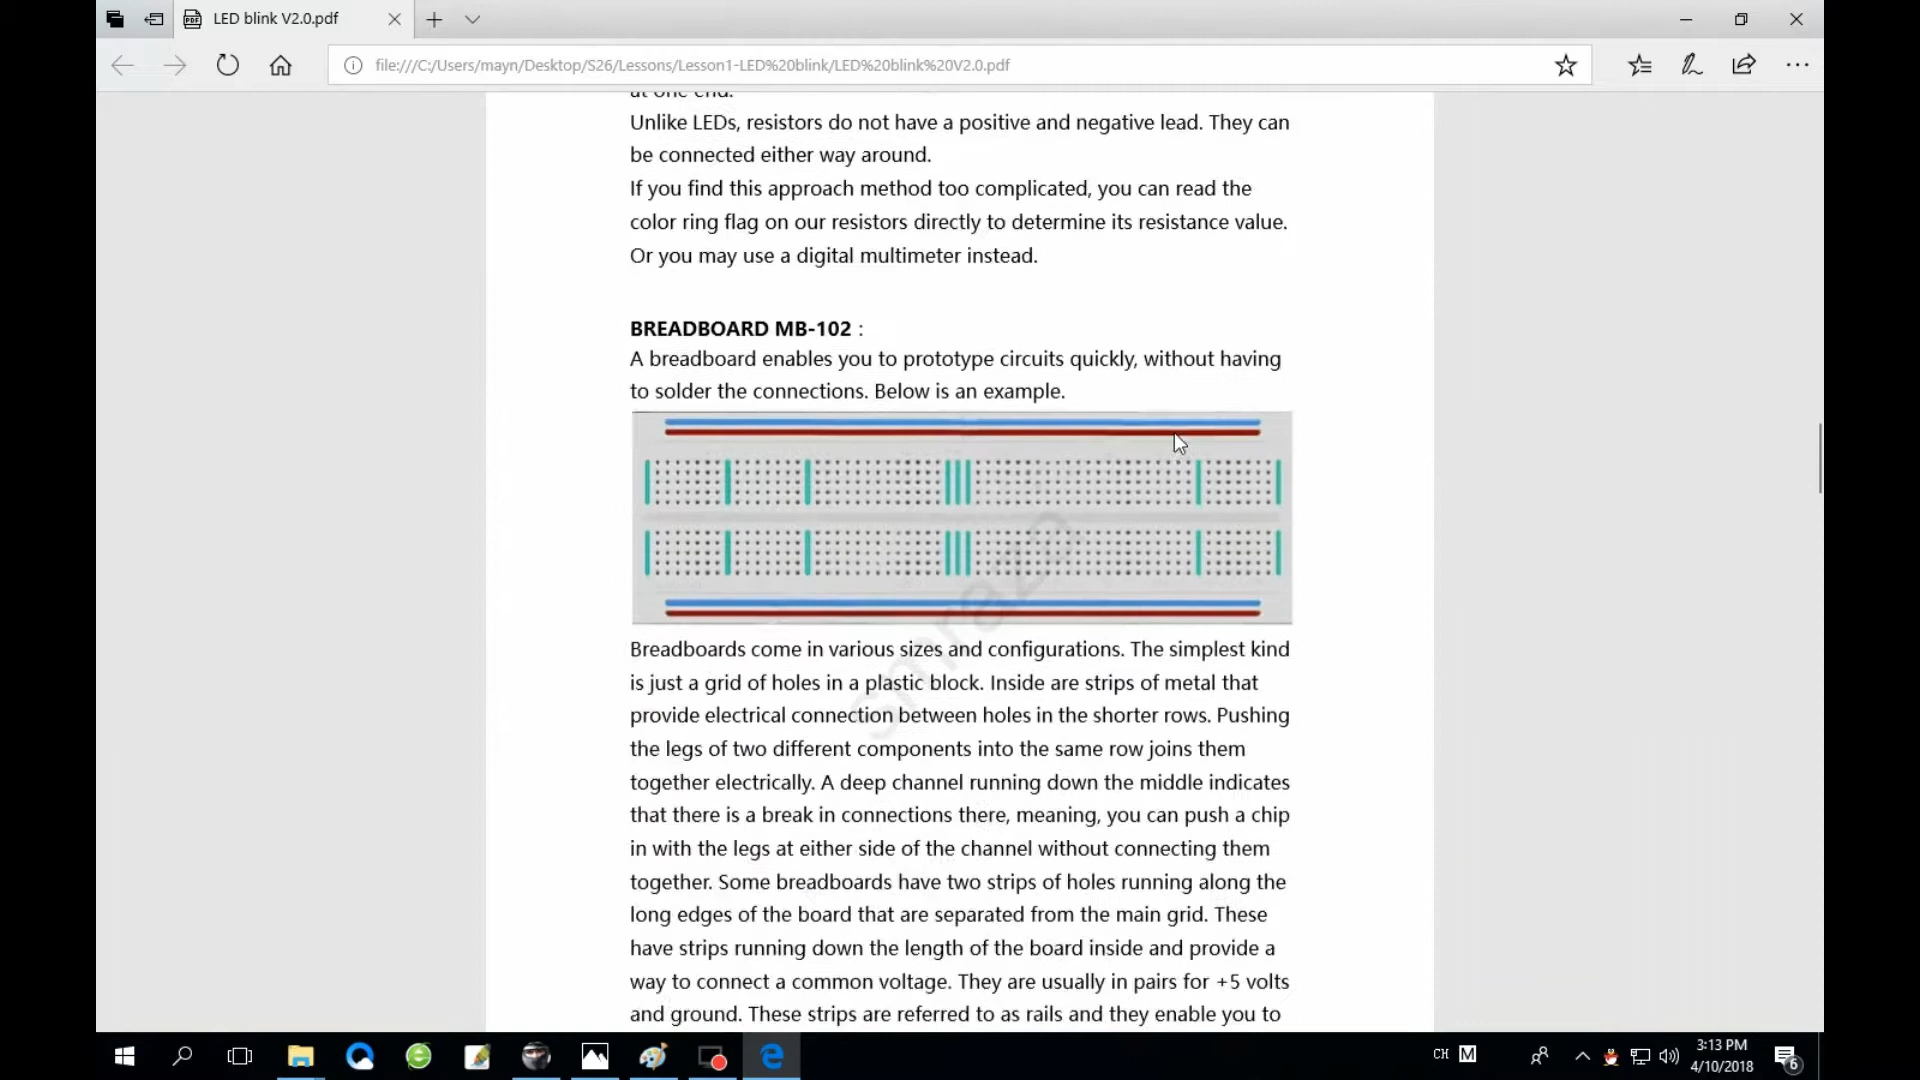 LED blink V2.0.pdf
file:///C:/Users/mayn/Desktop/S26/Lessons/Lesson1-LED%20blink/LED%20blink%20V2.0.pdf
at one end.
Unlike LEDs, resistors do not have a positive and negative lead. They can
be connected either way around.
If you find this approach method too complicated, you can read the
color ring flag on our resistors directly to determine its resistance value.
Or you may use a digital multimeter instead.
BREADBOARD MB-102 :
A breadboard enables you to prototype circuits quickly, without having
to solder the connections. Below is an example.
smraza
Breadboards come in various sizes and configurations. The simplest kind
is just a grid of holes in a plastic block. Inside are strips of metal that
provide electrical connection between holes in the shorter rows. Pushing
the legs of two different components into the same row joins them
together electrically. A deep channel running down the middle indicates
that there is a break in connections there, meaning, you can push a chip
in with the legs at either side of the channel without connecting them
together. Some breadboards have two strips of holes running along the
long edges of the board that are separated from the main grid. These
have strips running down the length of the board inside and provide a
way to connect a common voltage. They are usually in pairs for +5 volts
and ground. These strips are referred to as rails and they enable you to
CH M
3:13 PM
4/10/2018
6